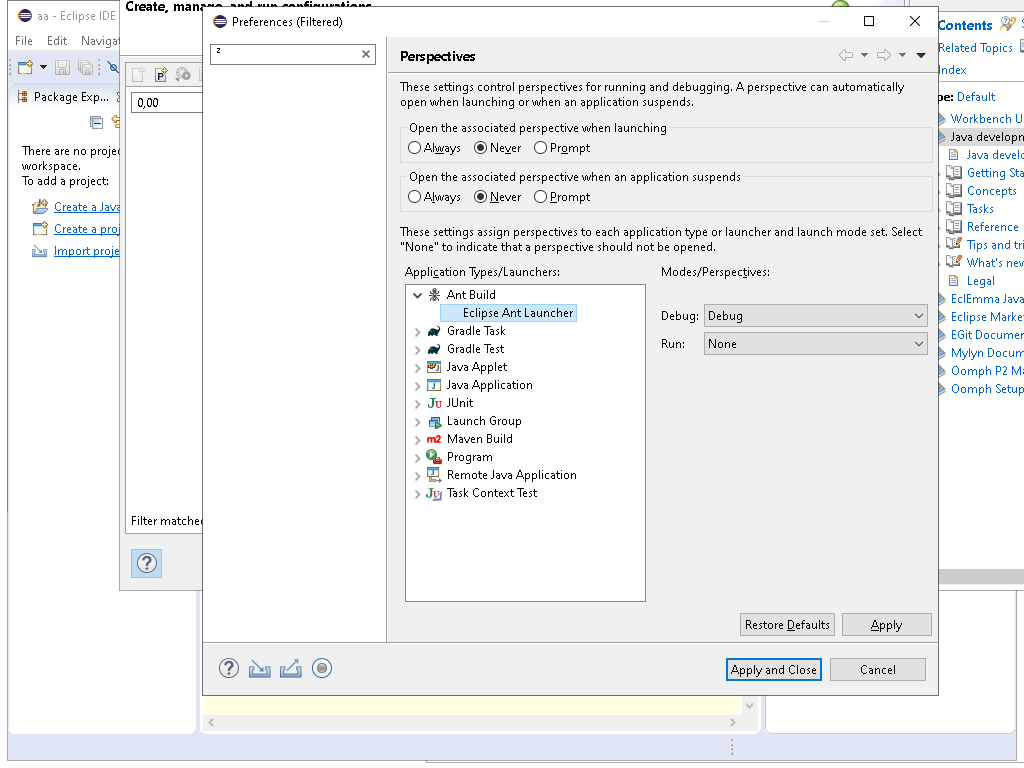 Create, manage, and run configurations
aa - Eclipse IDE
File Edit Navigat
Package Exp...
There are no proje
workspace.
To add a project:
Create a Java
Create a proj
Import proje
0,00
Filter matched
Preferences (Filtered)
z
Perspectives
These settings control perspectives for running and debugging. A perspective can automatically
open when launching or when an application suspends.
Open the associated perspective when launching
Always Never Prompt
Open the associated perspective when an application suspends
Always Never Prompt
These settings assign perspectives to each application type or launcher and launch mode set. Select
"None" to indicate that a perspective should not be opened.
Application Types/Launchers:
Modes/Perspectives:
Ant Build
Eclipse Ant Launcher
Gradle Task
Gradle Test
Java Applet
Java Application
JUnit
Launch Group
Maven Build
Program
Remote Java Application
Task Context Test
Debug: Debug
Run: None
Restore Defaults Apply
Apply and Close Cancel
Contents
Related Topics
Index
pe: Default
Workbench U
Java developn
Java develo
Getting Sta
Concepts
Tasks
Reference
Tips and tri
What's new
Legal
EclEmma Java
Eclipse Marke
EGit Documen
Mylyn Docum
Oomph P2 Ma
Oomph Setup